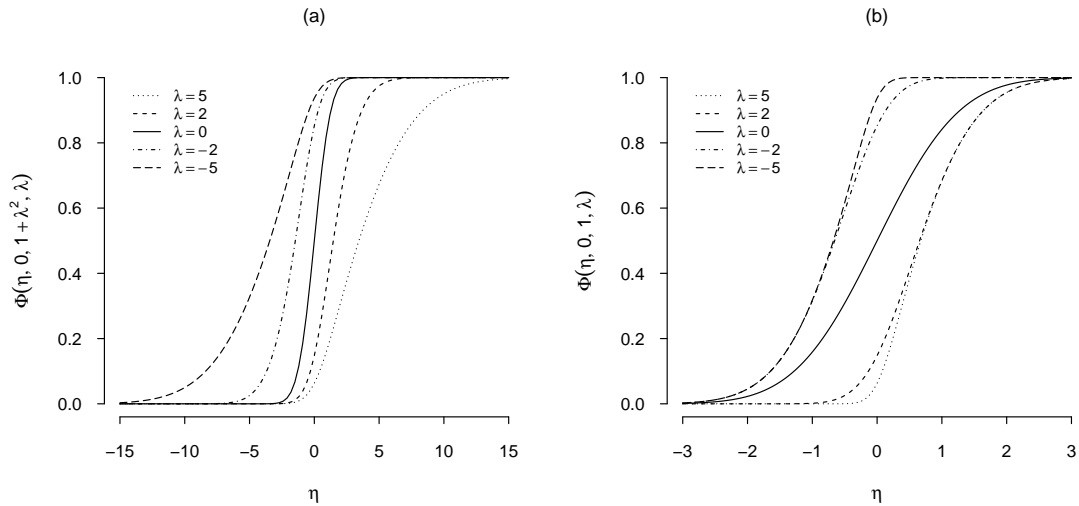 (a)
Φ(η, 0, 1 + λ², λ)
1.0
0.8
0.6
0.4
0.2
0.0
λ = 5
λ = 2
λ = 0
λ = −2
λ = −5
−15 −10 −5 0 5 10 15
η
(b)
Φ(η, 0, 1, λ)
1.0
0.8
0.6
0.4
0.2
0.0
λ = 5
λ = 2
λ = 0
λ = −2
λ = −5
−3 −2 −1 0 1 2 3
η